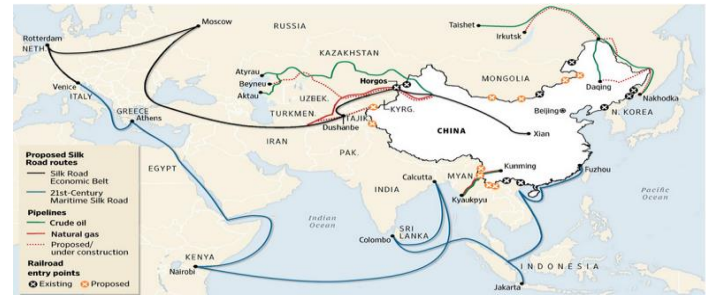 Moscow
RUSSIA
Taishet
Irkutsk
Rotterdam
NETH.
KAZAKHSTAN
Atyrau
Beyneu
Aktau
Horgos
MONGOLIA
Daqing
Nakhodka
Venice
ITALY
UZBEK.
KYRG.
Beijing
N. KOREA
GREECE
Athens
TURKMEN.
TAJIK.
Dushanbe
CHINA
Xian
IRAN
PAK.
Proposed Silk
Road routes
Silk Road
Economic Belt
21st-Century
Maritime Silk Road
Pipelines
Crude oil
Natural gas
Proposed/
under construction
Railroad
entry points
Existing
Proposed
EGYPT
INDIA
Calcutta
MYAN.
Kunming
Kyaukpyu
Fuzhou
Pacific
Ocean
Indian
Ocean
SRI
LANKA
Colombo
KENYA
Nairobi
INDONESIA
Jakarta